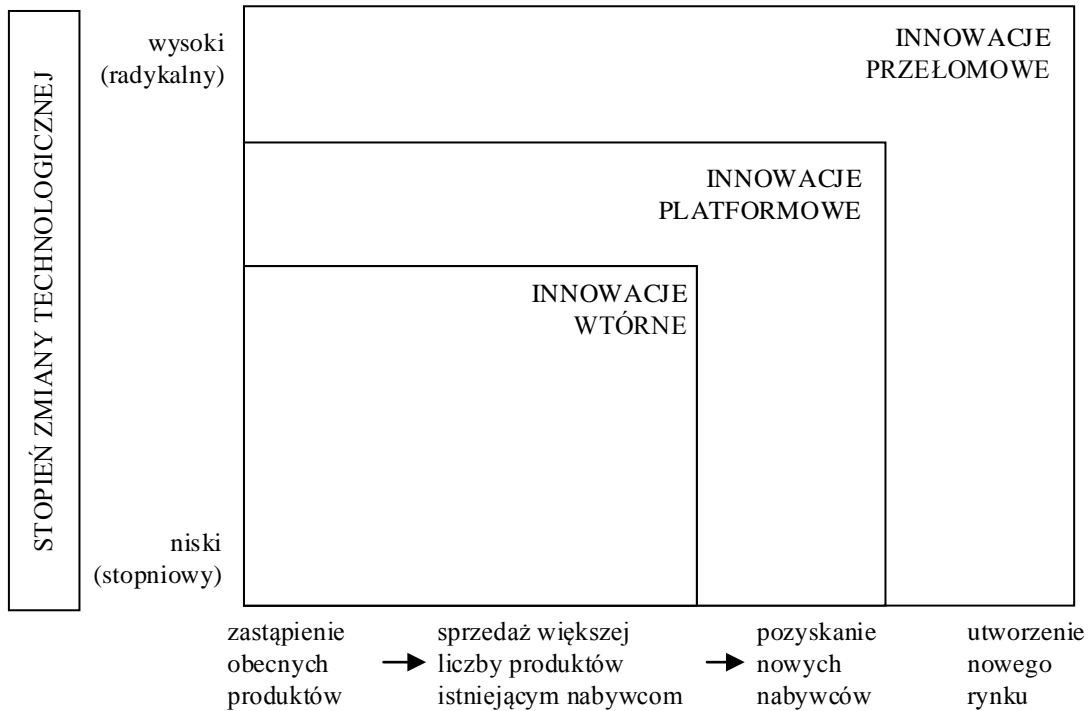 STOPIEŃ ZMIANY TECHNOLOGICZNEJ
wysoki
(radykalny)
niski
(stopniowy)
INNOWACJE
PRZEŁOMOWE
INNOWACJE
PLATFORMOWE
INNOWACJE
WTÓRNE
zastąpienie
obecnych
produktów
sprzedaż większej
liczby produktów
istniejącym nabywcom
pozyskanie
nowych
nabywców
utworzenie
nowego
rynku